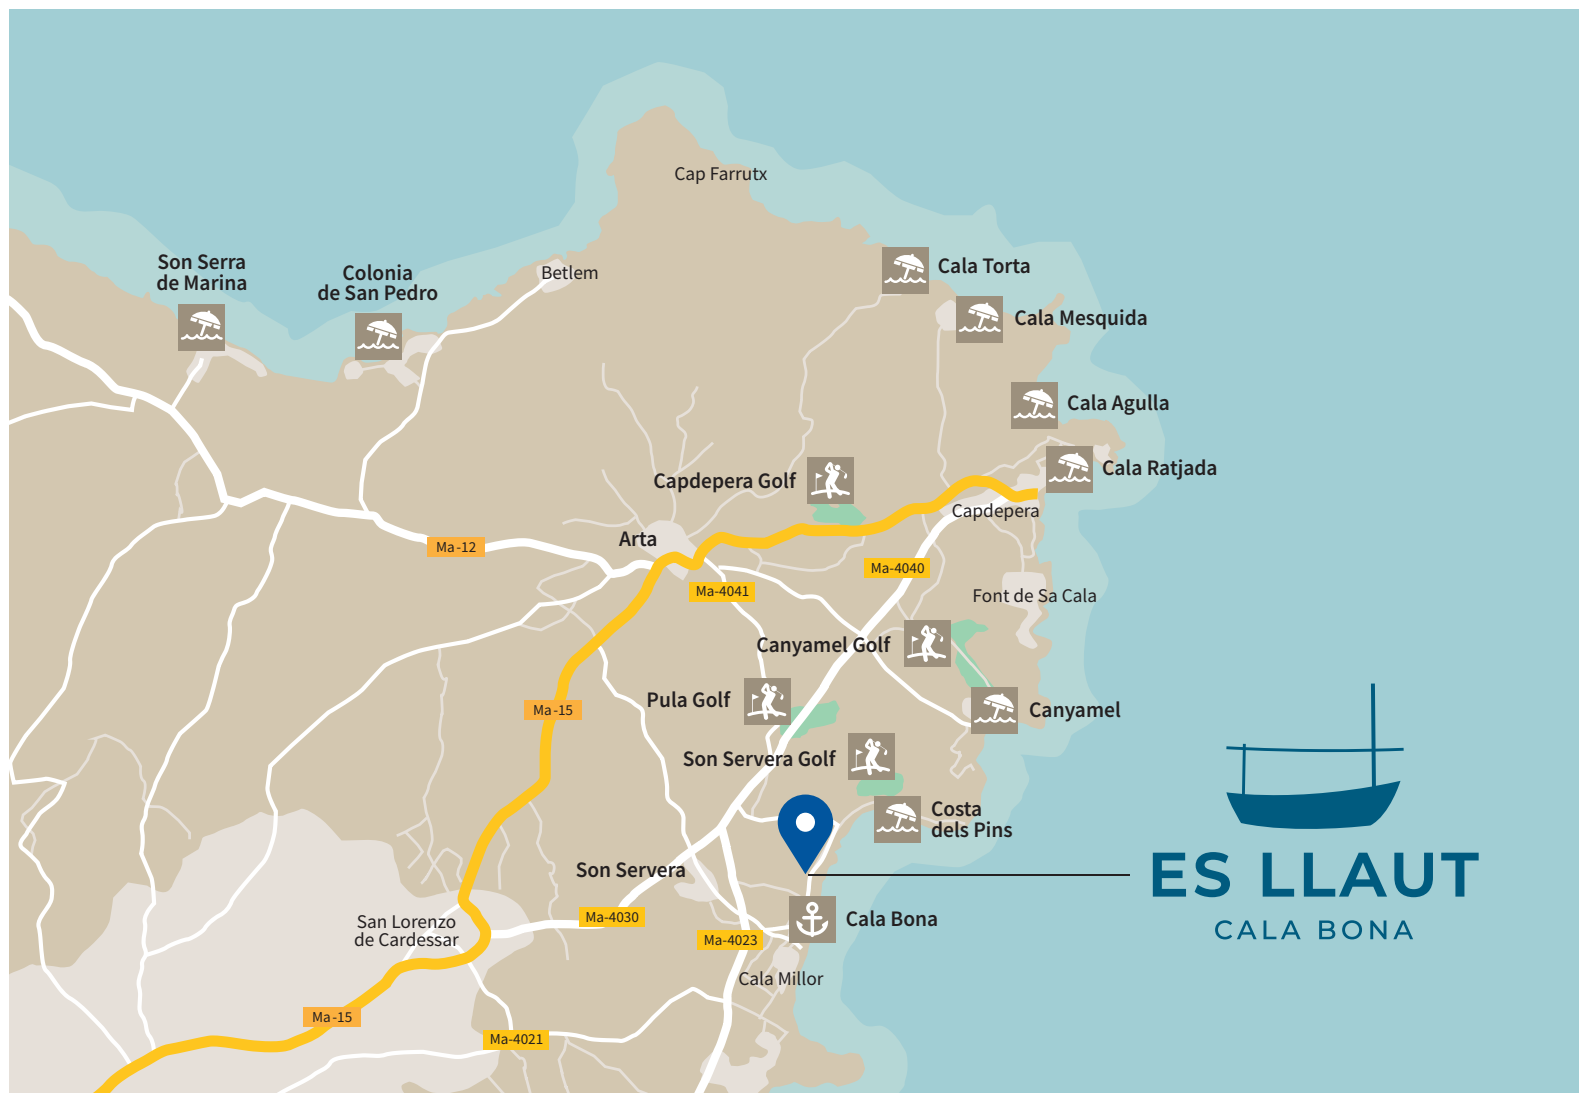 Cap Farrutx
Son Serra
de Marina
Colonia
de San Pedro
Betlem
Cala Torta
Cala Mesquida
Cala Agulla
Cala Ratjada
Capdepera Golf
Capdepera
Arta
Ma-12
Ma-4040
Ma-4041
Font de Sa Cala
Canyamel Golf
Pula Golf
Ma-15
Canyamel
Son Servera Golf
Costa
dels Pins
Son Servera
ES LLAUT
CALA BONA
San Lorenzo
de Cardessar
Ma-4030
Cala Bona
Ma-4023
Cala Millor
Ma-15
Ma-4021